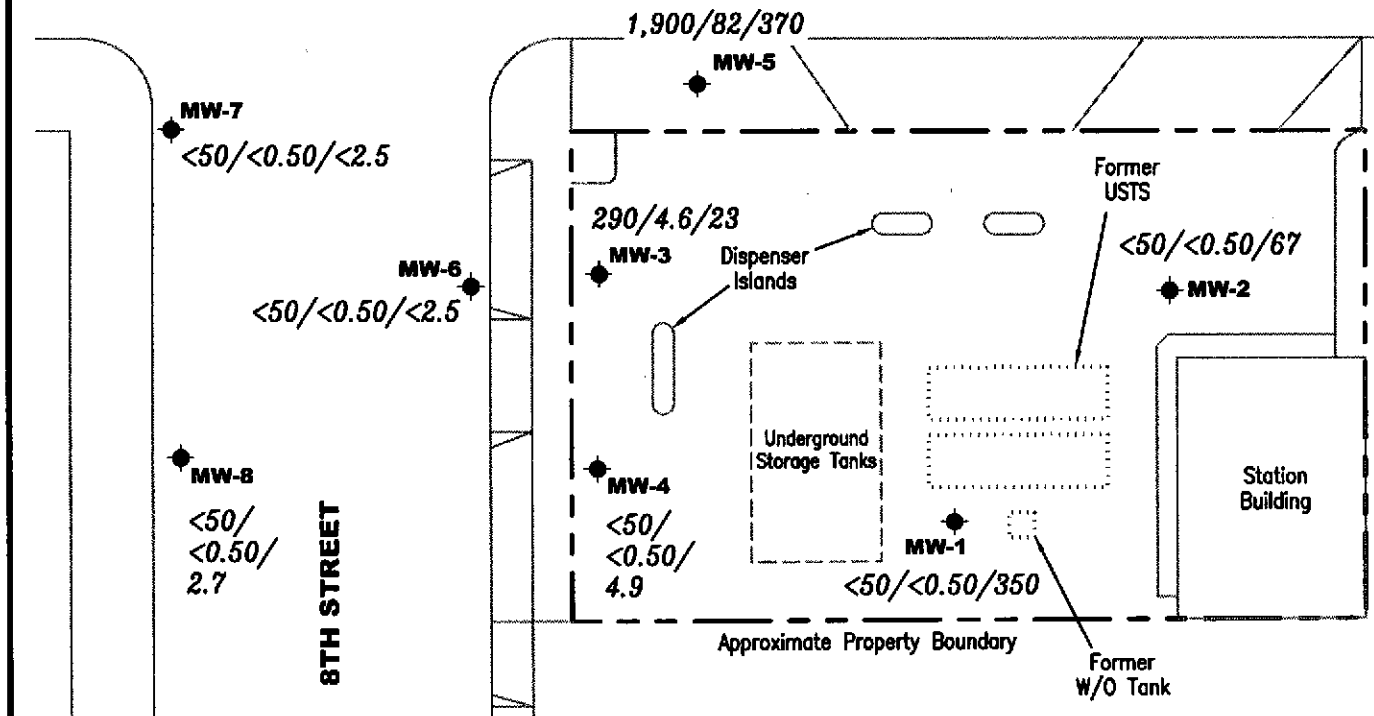 1,900/82/370
MW-5
MW-7
<50/<0.50/<2.5
Former
USTS
290/4.6/23
<50/<0.50/67
MW-3
Dispenser
Islands
MW-6
MW-2
<50/<0.50/<2.5
Underground
Storage Tanks
MW-8
MW-4
Station
Building
<50/
<0.50/
2.7
8TH STREET
<50/
<0.50/
4.9
MW-1
<50/<0.50/350
Approximate Property Boundary
Former
W/O Tank